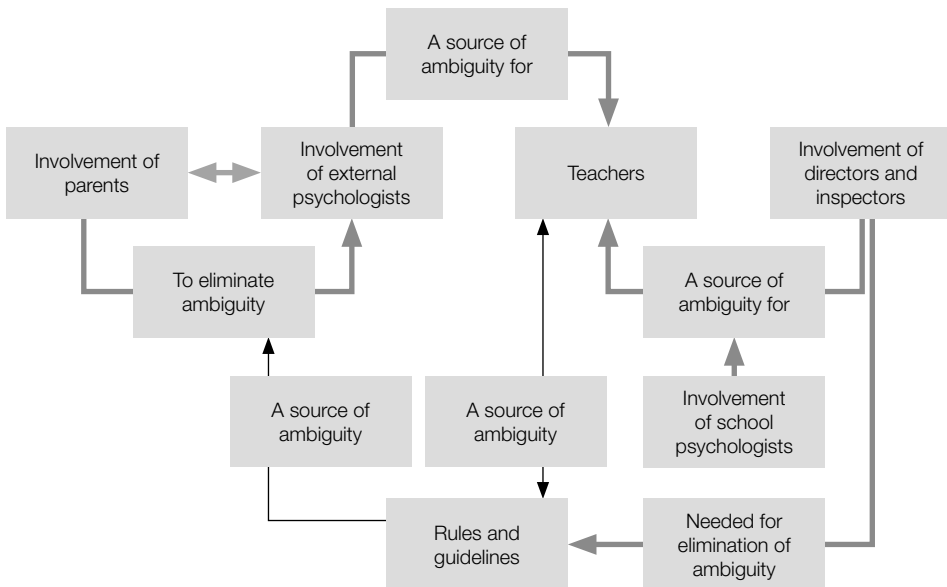 A source of
ambiguity for
Involvement of
parents
Involvement
of external
psychologists
Teachers
Involvement of
directors and
inspectors
To eliminate
ambiguity
A source of
ambiguity for
A source of
ambiguity
A source of
ambiguity
Involvement
of school
psychologists
Rules and
guidelines
Needed for
elimination of
ambiguity